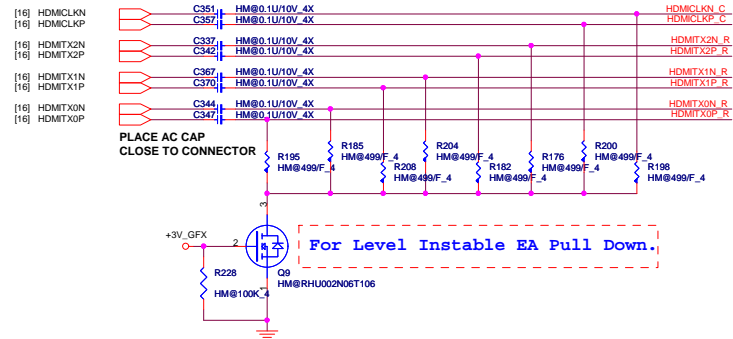 [16] HDMICLKN C351 HM@0.1U/10V_4X HDMICLKN_C
[16] HDMICLKP C357 HM@0.1U/10V_4X HDMICLKP_C
[16] HDMITX2N C337 HM@0.1U/10V_4X HDMITX2N_R
[16] HDMITX2P C342 HM@0.1U/10V_4X HDMITX2P_R
[16] HDMITX1N C367 HM@0.1U/10V_4X HDMITX1N_R
[16] HDMITX1P C370 HM@0.1U/10V_4X HDMITX1P_R
[16] HDMITX0N C344 HM@0.1U/10V_4X HDMITX0N_R
[16] HDMITX0P C347 HM@0.1U/10V_4X HDMITX0P_R
PLACE AC CAP
CLOSE TO CONNECTOR
R195
HM@499/F_4
R185
HM@499/F_4
R208
HM@499/F_4
R204
HM@499/F_4
R182
HM@499/F_4
R176
HM@499/F_4
R200
HM@499/F_4
R198
HM@499/F_4
3
+3V_GFX
2
For Level Instable EA Pull Down.
R228
HM@100K_4
1
Q9
HM@RHU002N06T106